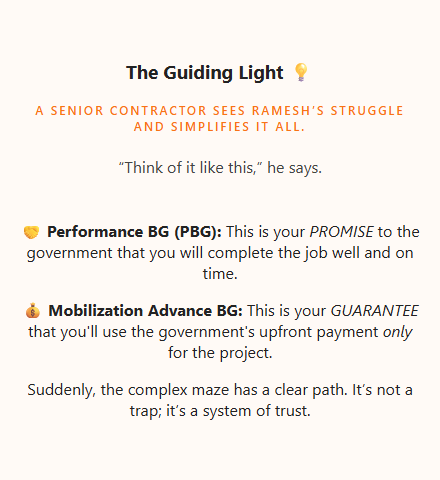 The Guiding Light 💡
A SENIOR CONTRACTOR SEES RAMESH'S STRUGGLE
AND SIMPLIFIES IT ALL.
“Think of it like this,” he says.
🤝 Performance BG (PBG): This is your PROMISE to the
government that you will complete the job well and on
time.
💰 Mobilization Advance BG: This is your GUARANTEE
that you'll use the government's upfront payment only
for the project.
Suddenly, the complex maze has a clear path. It’s not a
trap; it’s a system of trust.